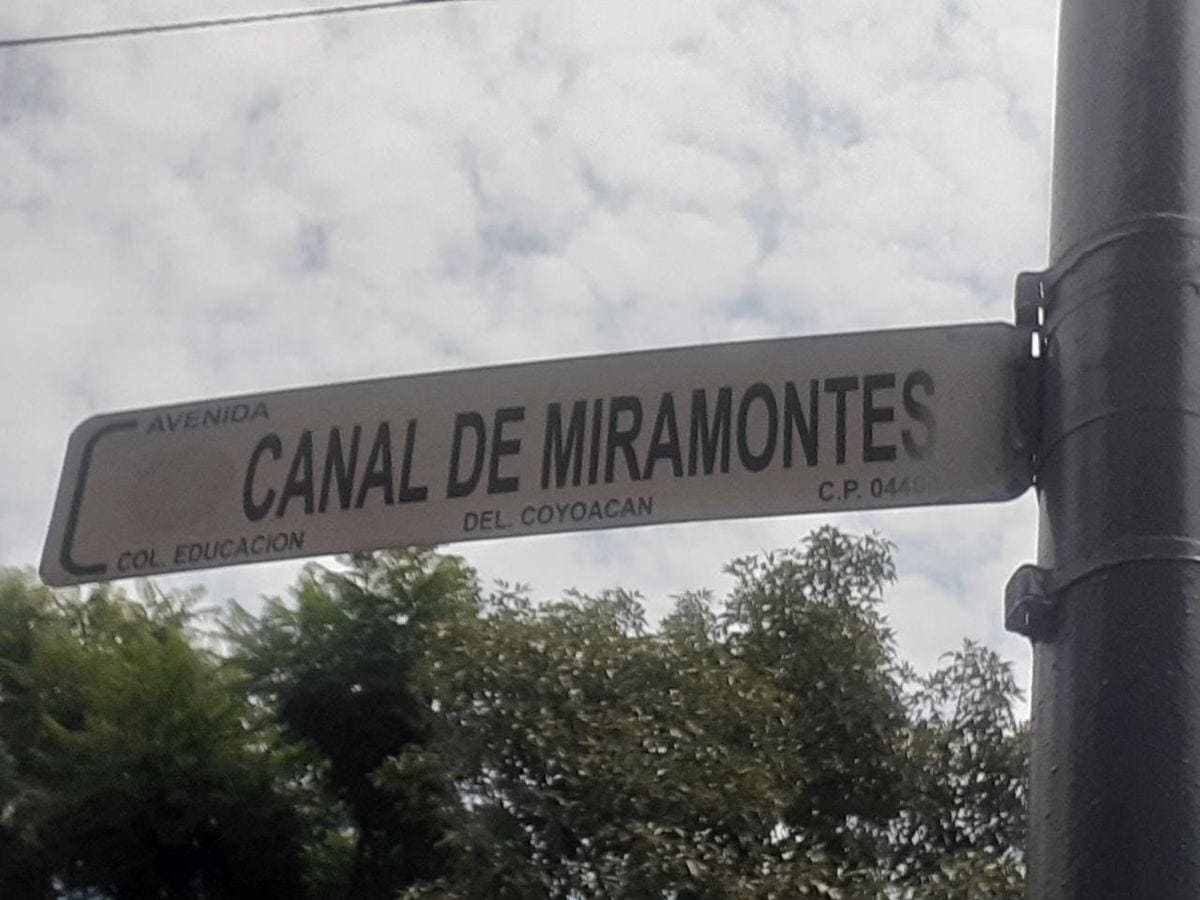 AVENIDA
CANAL DE MIRAMONTES
COL. EDUCACION DEL. COYOACAN C.P.